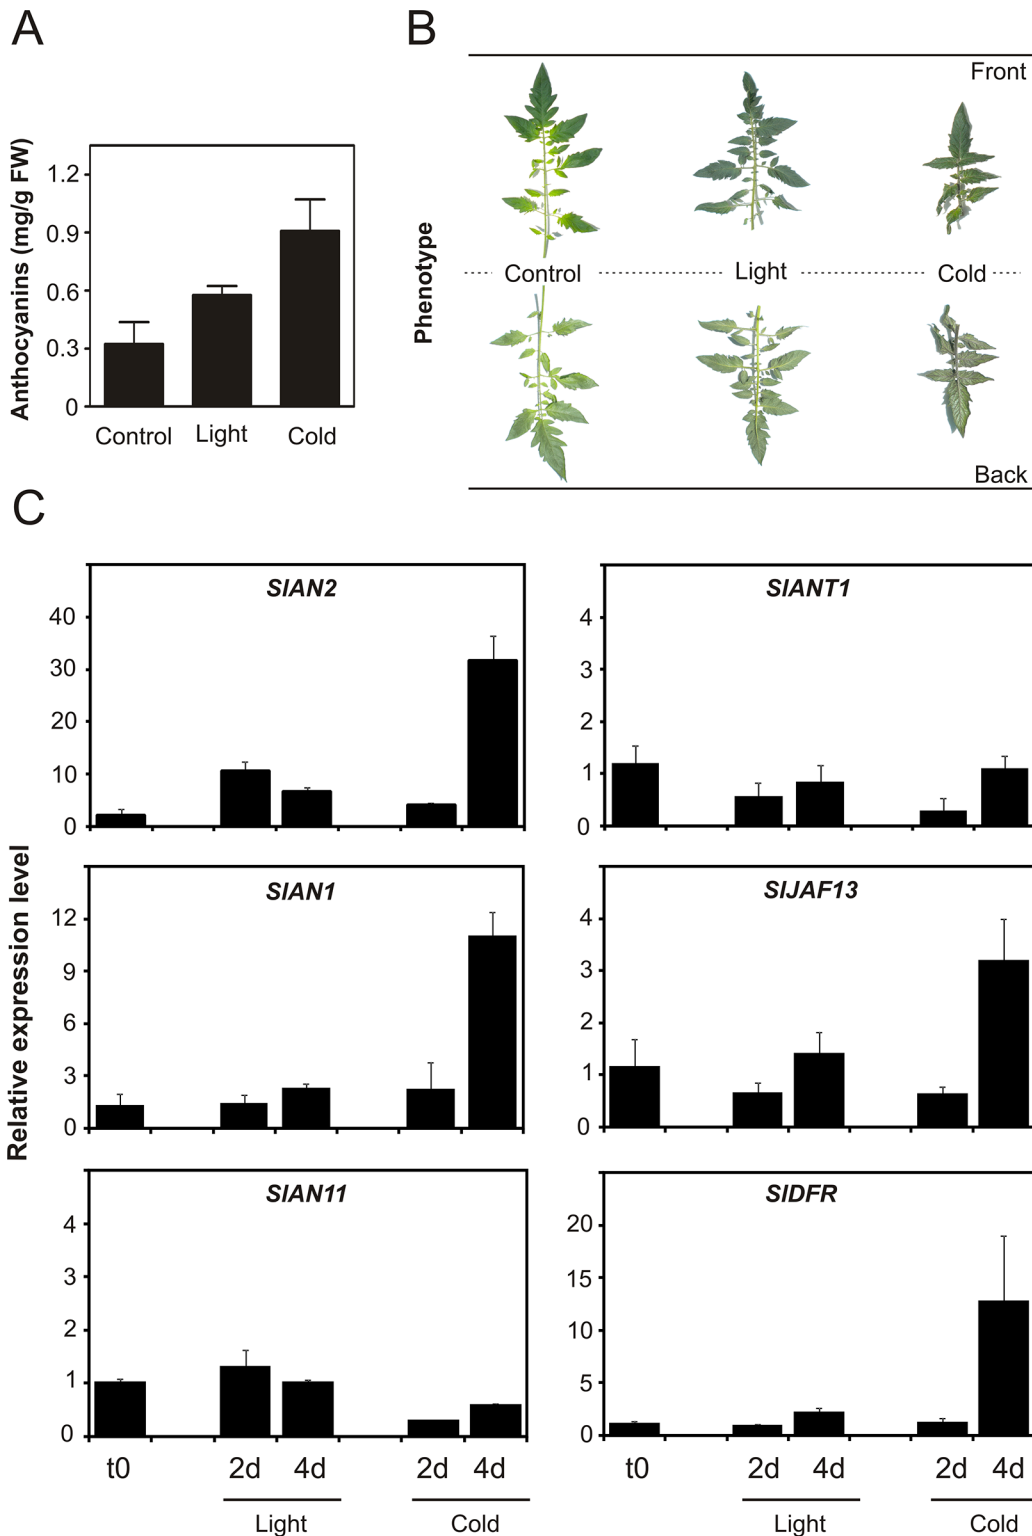 A
Anthocyanins (mg/g FW)
1.2
0.9
0.6
0.3
0
Control Light Cold
B
Phenotype
Front
Control Light Cold
Back
C
Relative expression level
SlAN2
40
30
20
10
0
SlANT1
4
3
2
1
0
SlAN1
12
9
6
3
0
SlJAF13
4
3
2
1
0
SlAN11
4
3
2
1
0
SlDFR
20
15
10
5
0
t0 2d 4d 2d 4d
Light Cold
t0 2d 4d 2d 4d
Light Cold